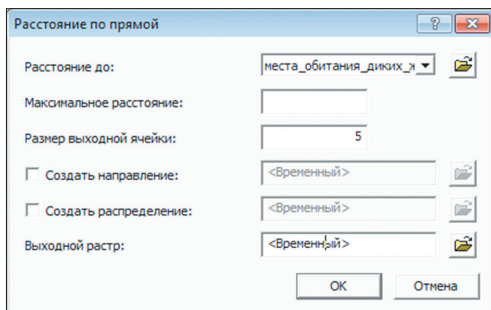 Расстояние по прямой
Расстояние до: места_обитания_диких_ж
Максимальное расстояние:
Размер выходной ячейки: 5
Создать направление: <Временный>
Создать распределение: <Временный>
Выходной растр: <Временный>
OK Отмена